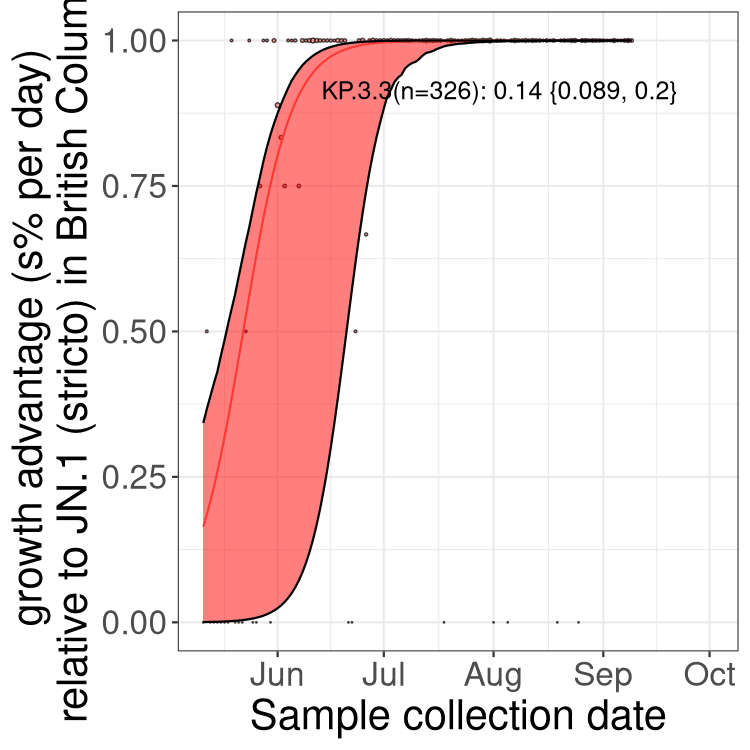 growth advantage (s% per day)
relative to JN.1 (stricto) in British Colum
1.00
0.75
0.50
0.25
0.00
KP.3.3(n=326): 0.14 {0.089, 0.2}
Jun Jul Aug Sep Oct
Sample collection date